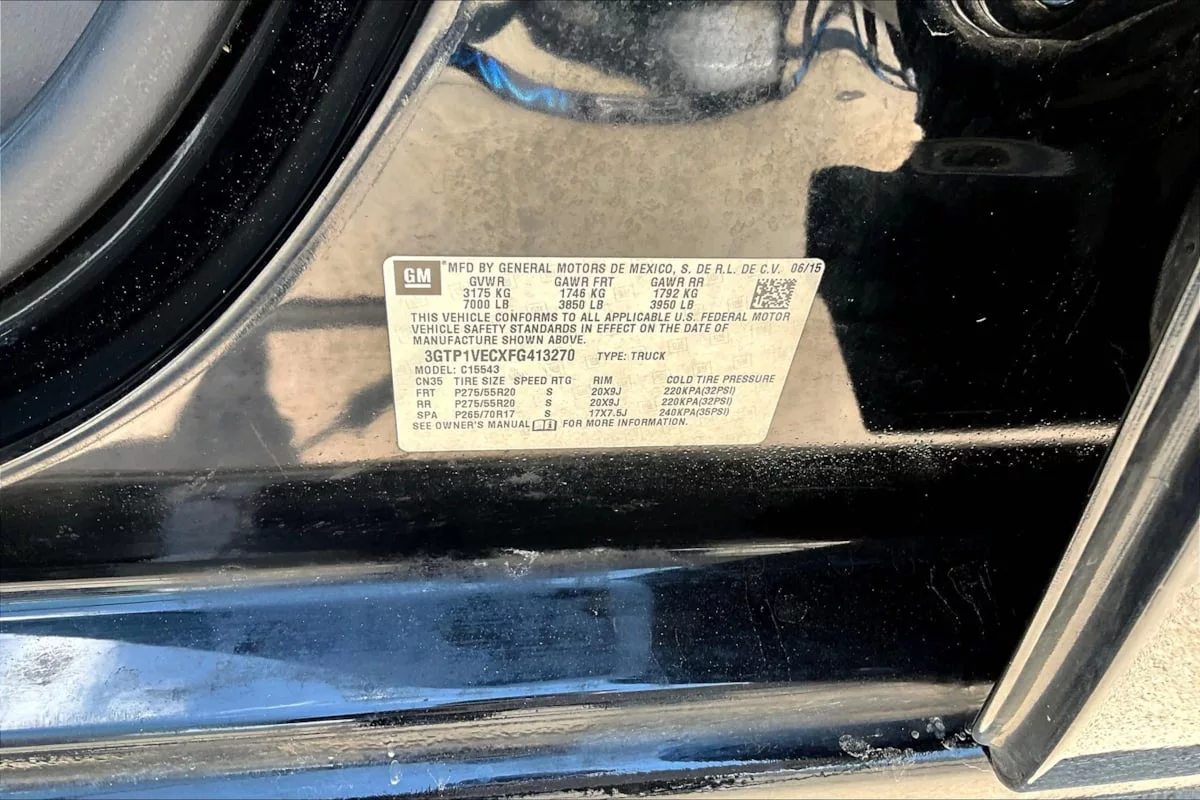 GM
MFD BY GENERAL MOTORS DE MEXICO, S. DE R.L. DE C.V. 06/15
GVWR GAWR FRT GAWR RR
3175 KG 1746 KG 1792 KG
7000 LB 3850 LB 3950 LB
THIS VEHICLE CONFORMS TO ALL APPLICABLE U.S. FEDERAL MOTOR
VEHICLE SAFETY STANDARDS IN EFFECT ON THE DATE OF
MANUFACTURE SHOWN ABOVE.
3GTP1VECXFG413270 TYPE: TRUCK
MODEL: C15543
CN35 TIRE SIZE SPEED RTG RIM COLD TIRE PRESSURE
FRT P275/55R20 S 20X9J 220KPA(32PSI)
RR P275/55R20 S 20X9J 220KPA(32PSI)
SPA P265/70R17 S 17X7.5J 240KPA(35PSI)
SEE OWNER'S MANUAL FOR MORE INFORMATION.